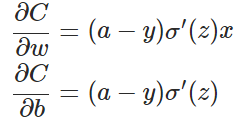 ∂C/∂w = (a − y)σ′(z)x
∂C/∂b = (a − y)σ′(z)